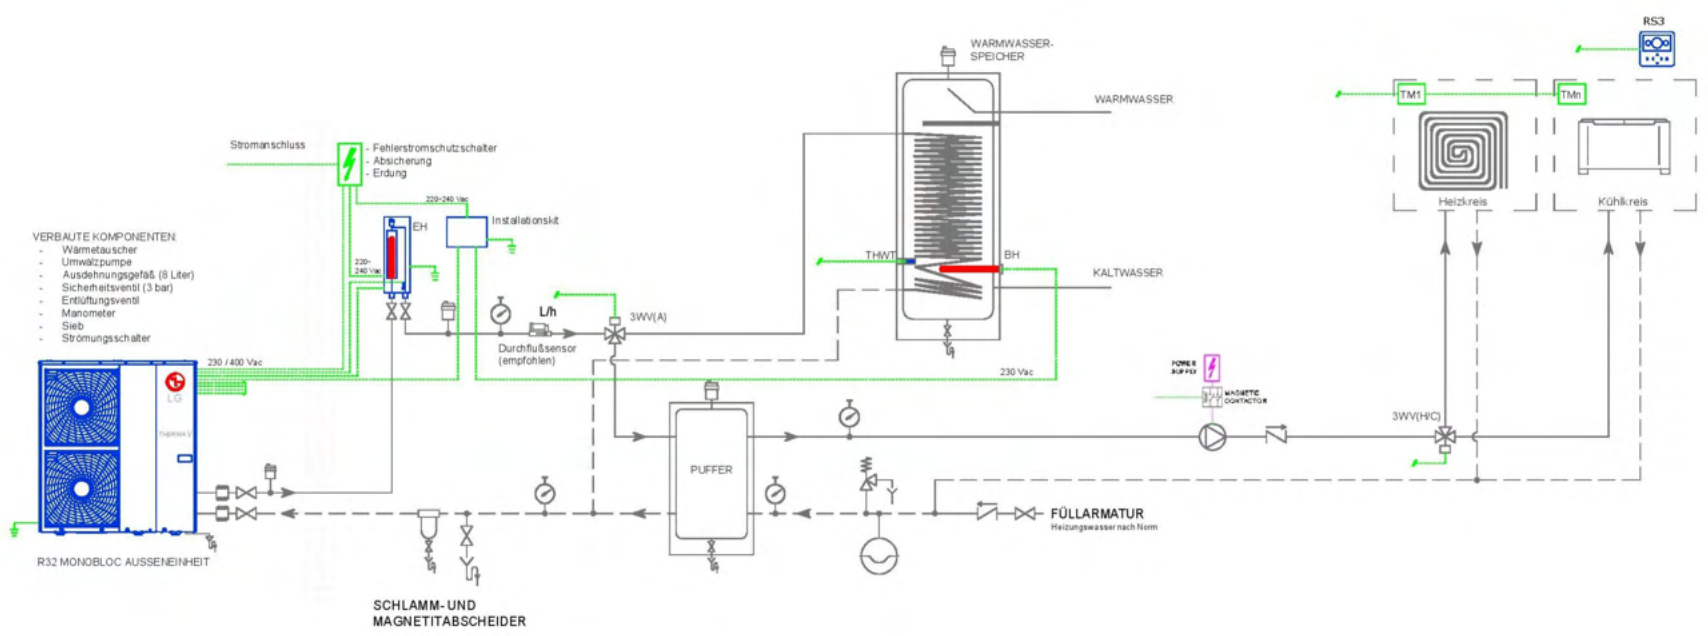 RS3
WARMWASSER-
SPEICHER
WARMWASSER
TM1
TMn
Stromanschluss
- Fehlerstromschutzschalter
- Absicherung
- Erdung
220-240 Vac
Heizkreis
Kühlkreis
EH
Installationskit
VERBAUTE KOMPONENTEN:
- Wärmetauscher
- Umwälzpumpe
- Ausdehnungsgefäß (8 Liter)
- Sicherheitsventil (3 bar)
- Entlüftungsventil
- Manometer
- Sieb
- Strömungsschalter
220-
240 Vac
THWT
BH
KALTWASSER
L/h
3WV(A)
Durchflußsensor
(empfohlen)
230 / 400 Vac
230 Vac
LG
THERMA V
POWER
SUPPLY
MAGNETIC
CONTACTOR
3WV(H/C)
PUFFER
FÜLLARMATUR
Heizungswasser nach Norm
R32 MONOBLOC AUSSENEINHEIT
SCHLAMM- UND
MAGNETITABSCHEIDER